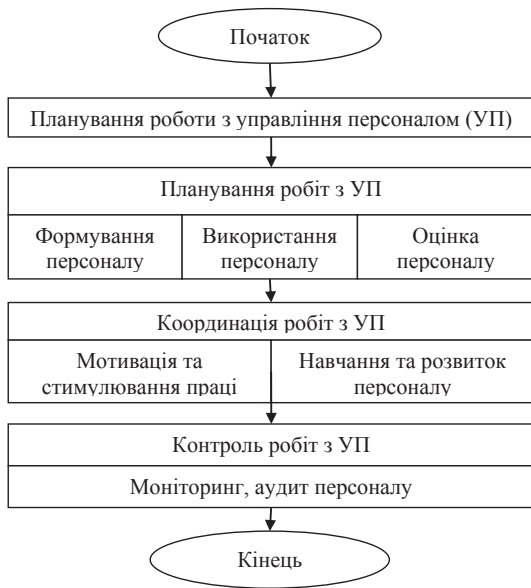 Початок
Планування роботи з управління персоналом (УП)
Планування робіт з УП
Формування
персоналу
Використання
персоналу
Оцінка
персоналу
Координація робіт з УП
Мотивація та
стимулювання праці
Навчання та розвиток
персоналу
Контроль робіт з УП
Моніторинг, аудит персоналу
Кінець